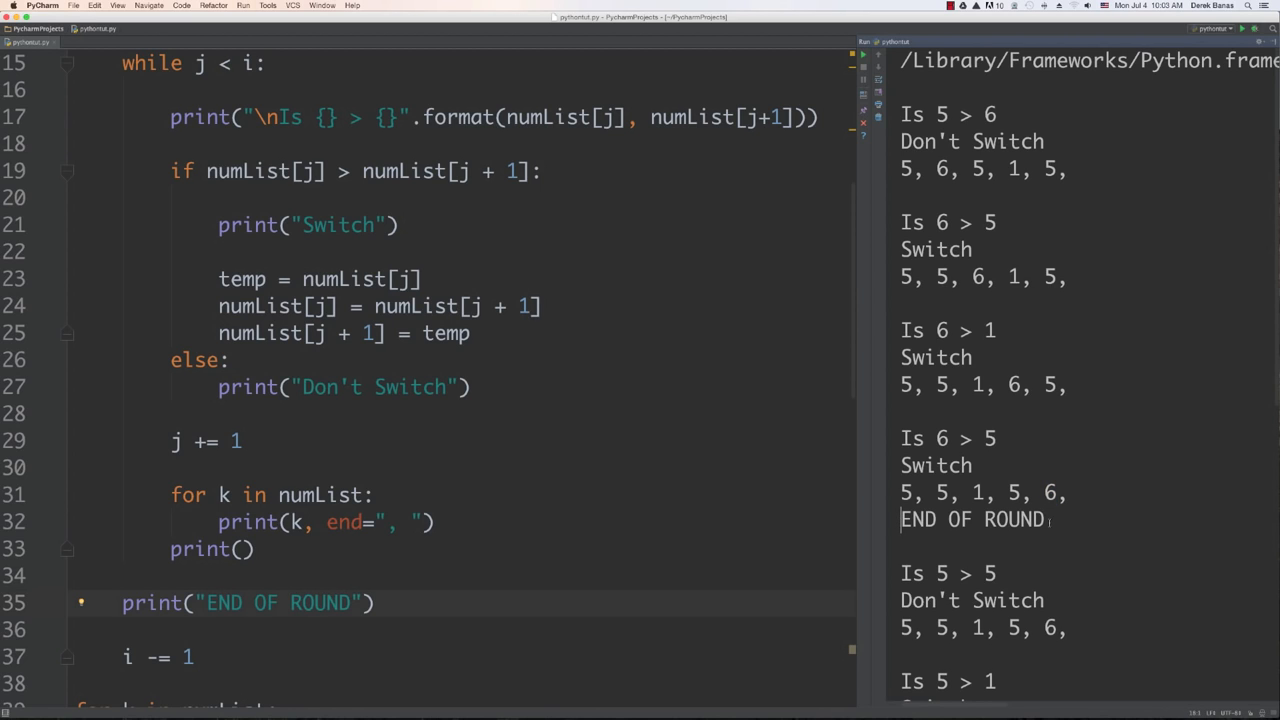 PyCharm File Edit View Navigate Code Refactor Run Tools VCS Window Help
10 Mon Jul 4 10:03 AM Derek Banas
pythontut.py - PycharmProjects - [~/PycharmProjects]
PycharmProjects pythontut.py pythontut
pythontut.py Run pythontut
15 while j < i:
16
17 print("\nIs {} > {}".format(numList[j], numList[j+1]))
18
19 if numList[j] > numList[j + 1]:
20
21 print("Switch")
22
23 temp = numList[j]
24 numList[j] = numList[j + 1]
25 numList[j + 1] = temp
26 else:
27 print("Don't Switch")
28
29 j += 1
30
31 for k in numList:
32 print(k, end=", ")
33 print()
34
35 print("END OF ROUND")
36
37 i -= 1
38
/Library/Frameworks/Python.frame
Is 5 > 6
Don't Switch
5, 6, 5, 1, 5,
Is 6 > 5
Switch
5, 5, 6, 1, 5,
Is 6 > 1
Switch
5, 5, 1, 6, 5,
Is 6 > 5
Switch
5, 5, 1, 5, 6,
END OF ROUND
Is 5 > 5
Don't Switch
5, 5, 1, 5, 6,
Is 5 > 1